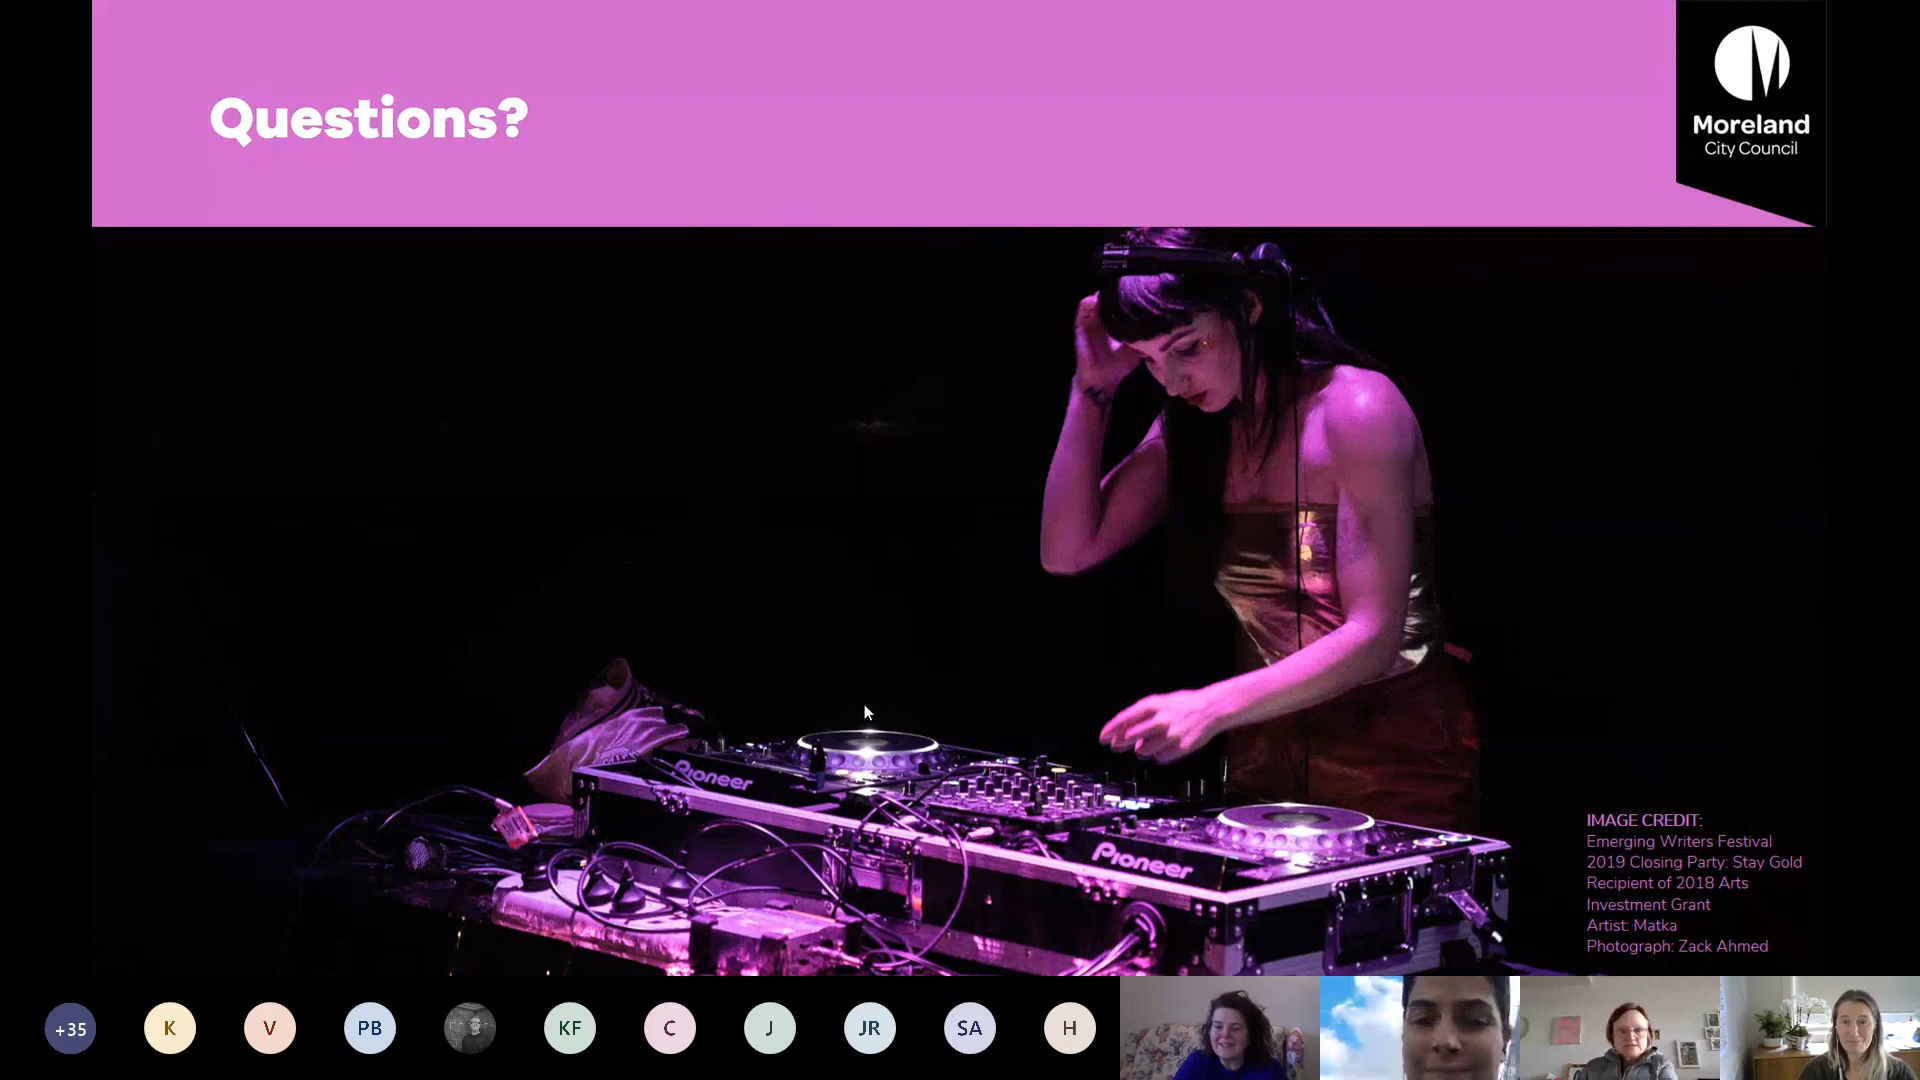 Questions?
Moreland
City Council
Pioneer
Pioneer
IMAGE CREDIT:
Emerging Writers Festival
2019 Closing Party: Stay Gold
Recipient of 2018 Arts
Investment Grant
Artist: Matka
Photograph: Zack Ahmed
+35
K
V
PB
KF
C
J
JR
SA
H